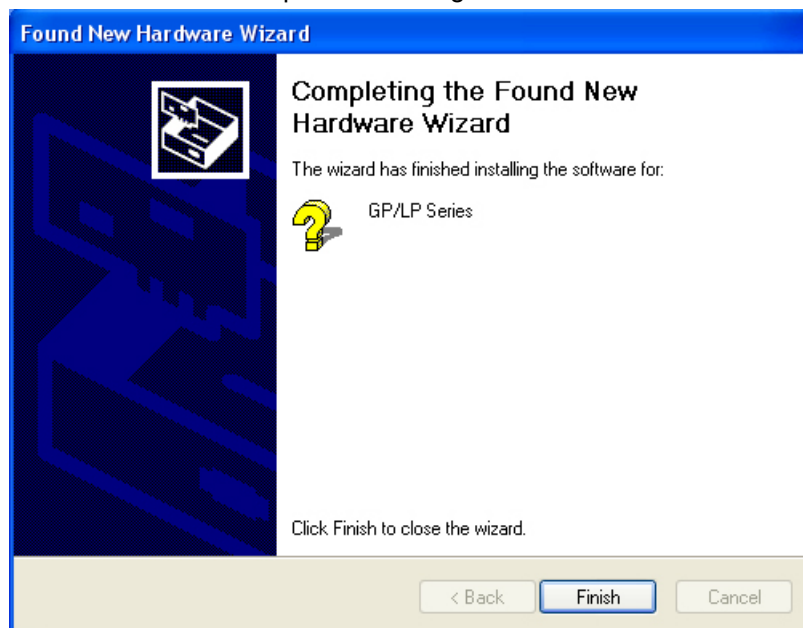 Found New Hardware Wizard
Completing the Found New
Hardware Wizard
The wizard has finished installing the software for:
GP/LP Series
Click Finish to close the wizard.
< Back
Finish
Cancel